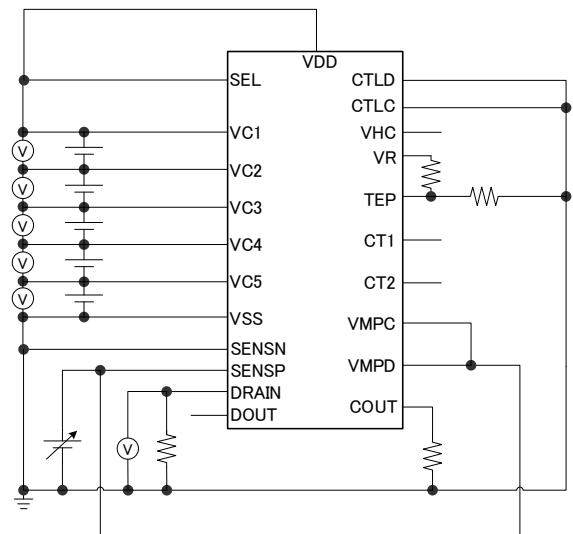 VDD
SEL
VC1
VC2
VC3
VC4
VC5
VSS
SENSN
SENSP
DRAIN
DOUT
CTLD
CTLC
VHC
VR
TEP
CT1
CT2
VMPC
VMPD
COUT
V
V
V
V
V
V